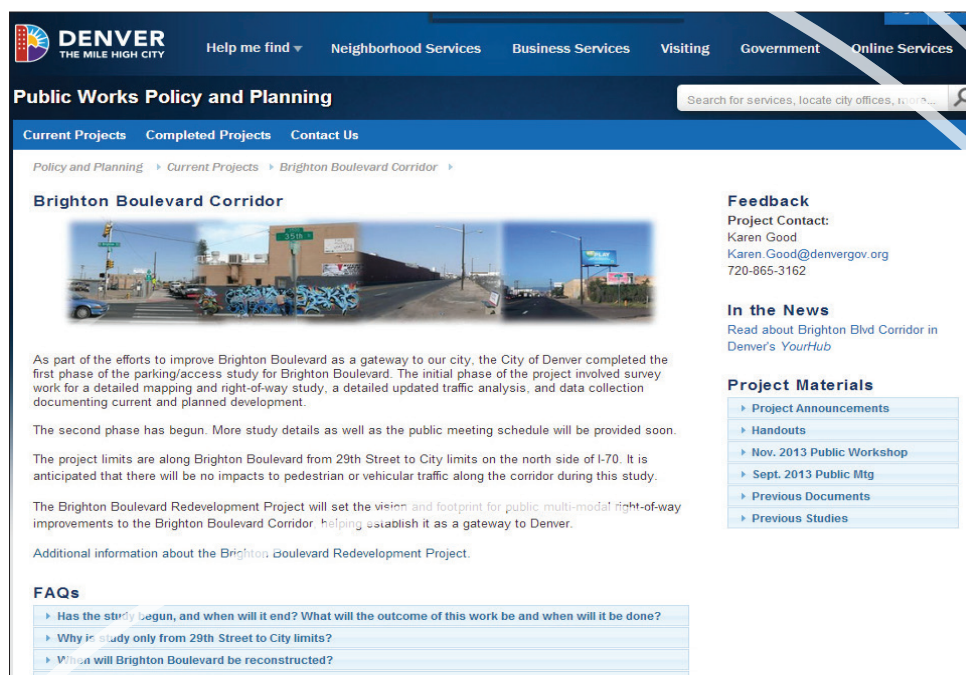 DENVER
THE MILE HIGH CITY
Help me find
Neighborhood Services
Business Services
Visiting
Government
Online Services
Public Works Policy and Planning
Search for services, locate city offices, more...
Current Projects
Completed Projects
Contact Us
Policy and Planning
Current Projects
Brighton Boulevard Corridor
Brighton Boulevard Corridor
35th
As part of the efforts to improve Brighton Boulevard as a gateway to our city, the City of Denver completed the
first phase of the parking/access study for Brighton Boulevard. The initial phase of the project involved survey
work for a detailed mapping and right-of-way study, a detailed updated traffic analysis, and data collection
documenting current and planned development.
The second phase has begun. More study details as well as the public meeting schedule will be provided soon.
The project limits are along Brighton Boulevard from 29th Street to City limits on the north side of I-70. It is
anticipated that there will be no impacts to pedestrian or vehicular traffic along the corridor during this study.
The Brighton Boulevard Redevelopment Project will set the vision and footprint for public multi-modal right-of-way
improvements to the Brighton Boulevard Corridor, helping establish it as a gateway to Denver.
Additional information about the Brighton Boulevard Redevelopment Project.
FAQs
Has the study begun, and when will it end? What will the outcome of this work be and when will it be done?
Why is study only from 29th Street to City limits?
When will Brighton Boulevard be reconstructed?
Feedback
Project Contact:
Karen Good
Karen.Good@denvergov.org
720-865-3162
In the News
Read about Brighton Blvd Corridor in
Denver's YourHub
Project Materials
Project Announcements
Handouts
Nov. 2013 Public Workshop
Sept. 2013 Public Mtg
Previous Documents
Previous Studies